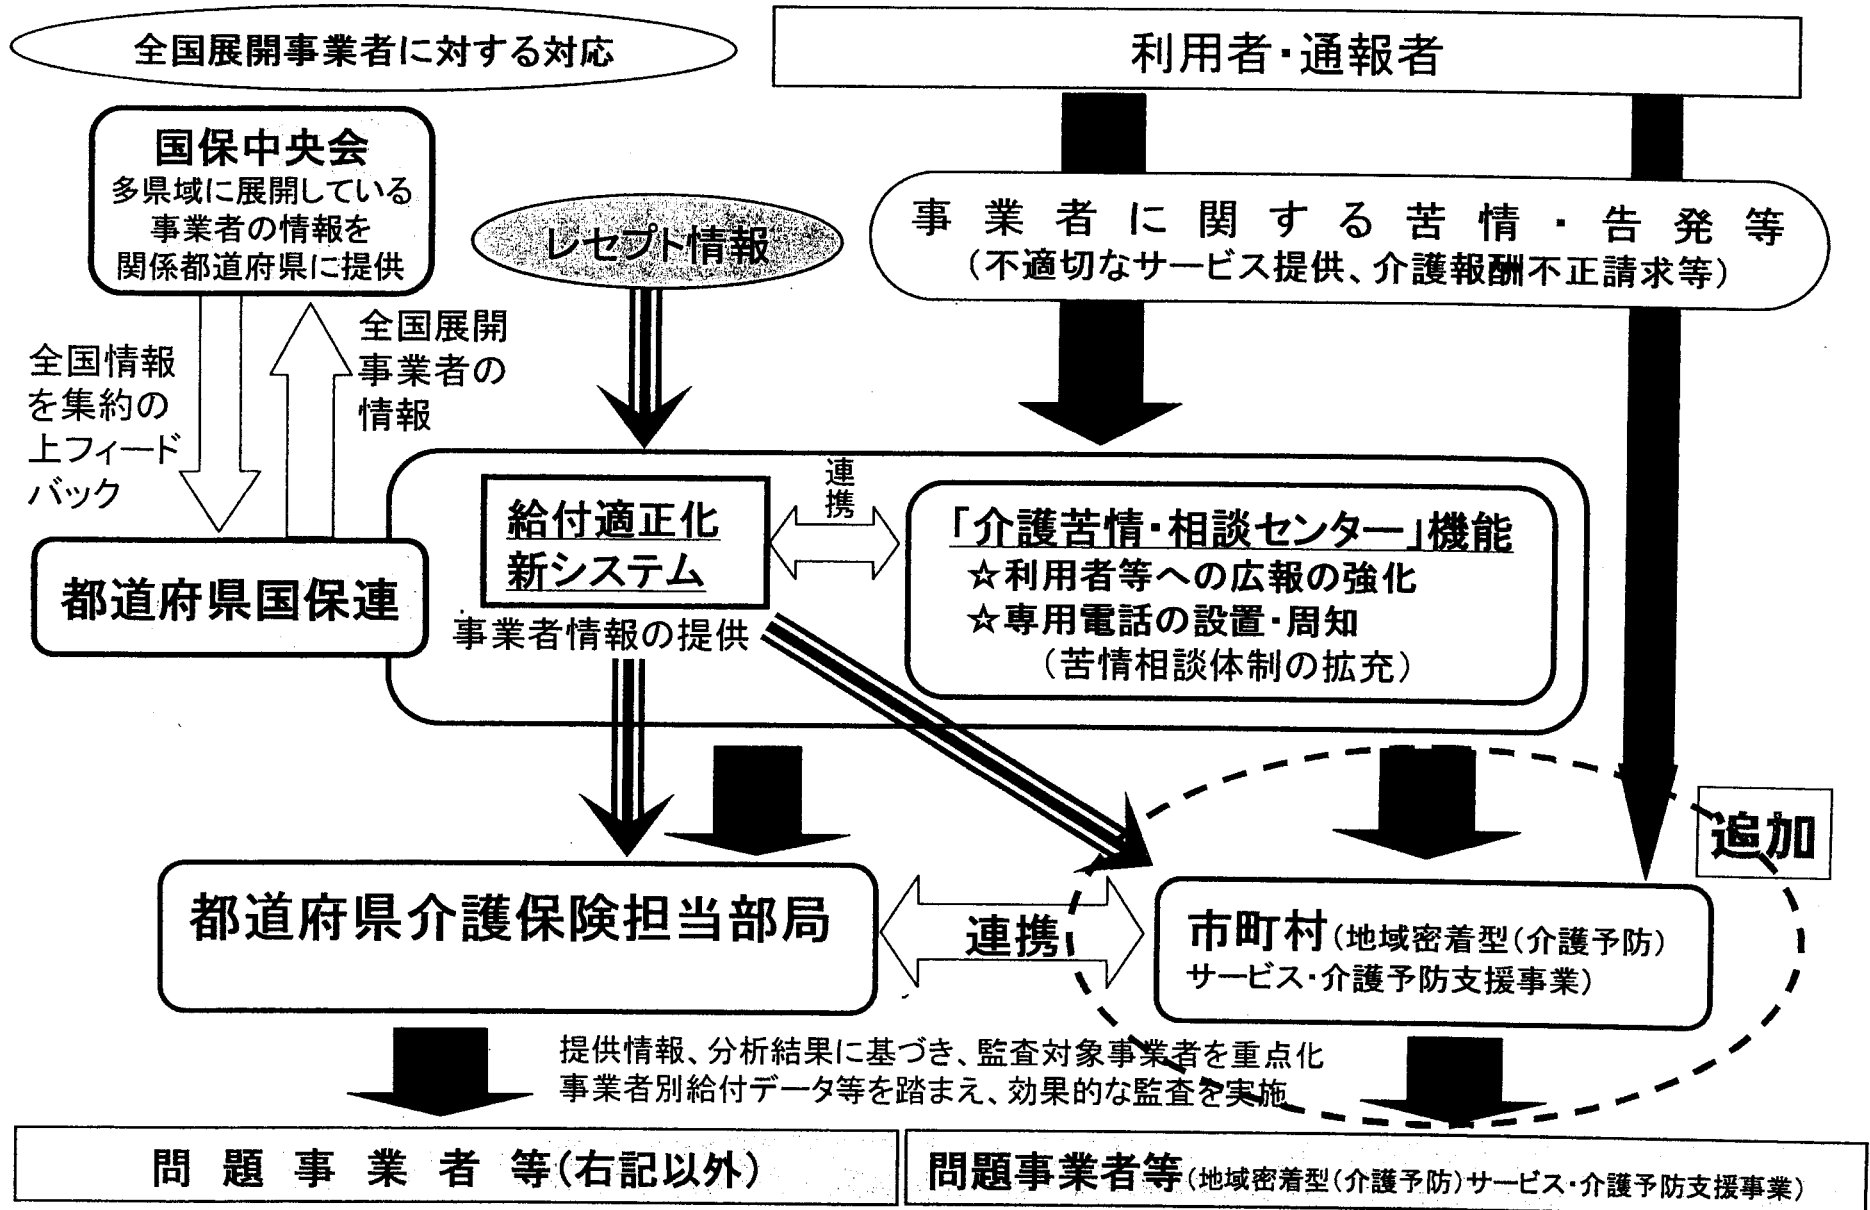 全国展開事業者に対する対応
利用者・通報者
国保中央会
多県域に展開している
事業者の情報を
関係都道府県に提供
レセプト情報
事業者に関する苦情・告発等
（不適切なサービス提供、介護報酬不正請求等）
全国情報
を集約の
上フィード
バック
全国展開
事業者の
情報
都道府県国保連
給付適正化
新システム
事業者情報の提供
連携
「介護苦情・相談センター」機能
☆利用者等への広報の強化
☆専用電話の設置・周知
（苦情相談体制の拡充）
追加
都道府県介護保険担当部局
連携
市町村（地域密着型（介護予防）
サービス・介護予防支援事業）
提供情報、分析結果に基づき、監査対象事業者を重点化
事業者別給付データ等を踏まえ、効果的な監査を実施
問題事業者等（右記以外）
問題事業者等（地域密着型（介護予防）サービス・介護予防支援事業）